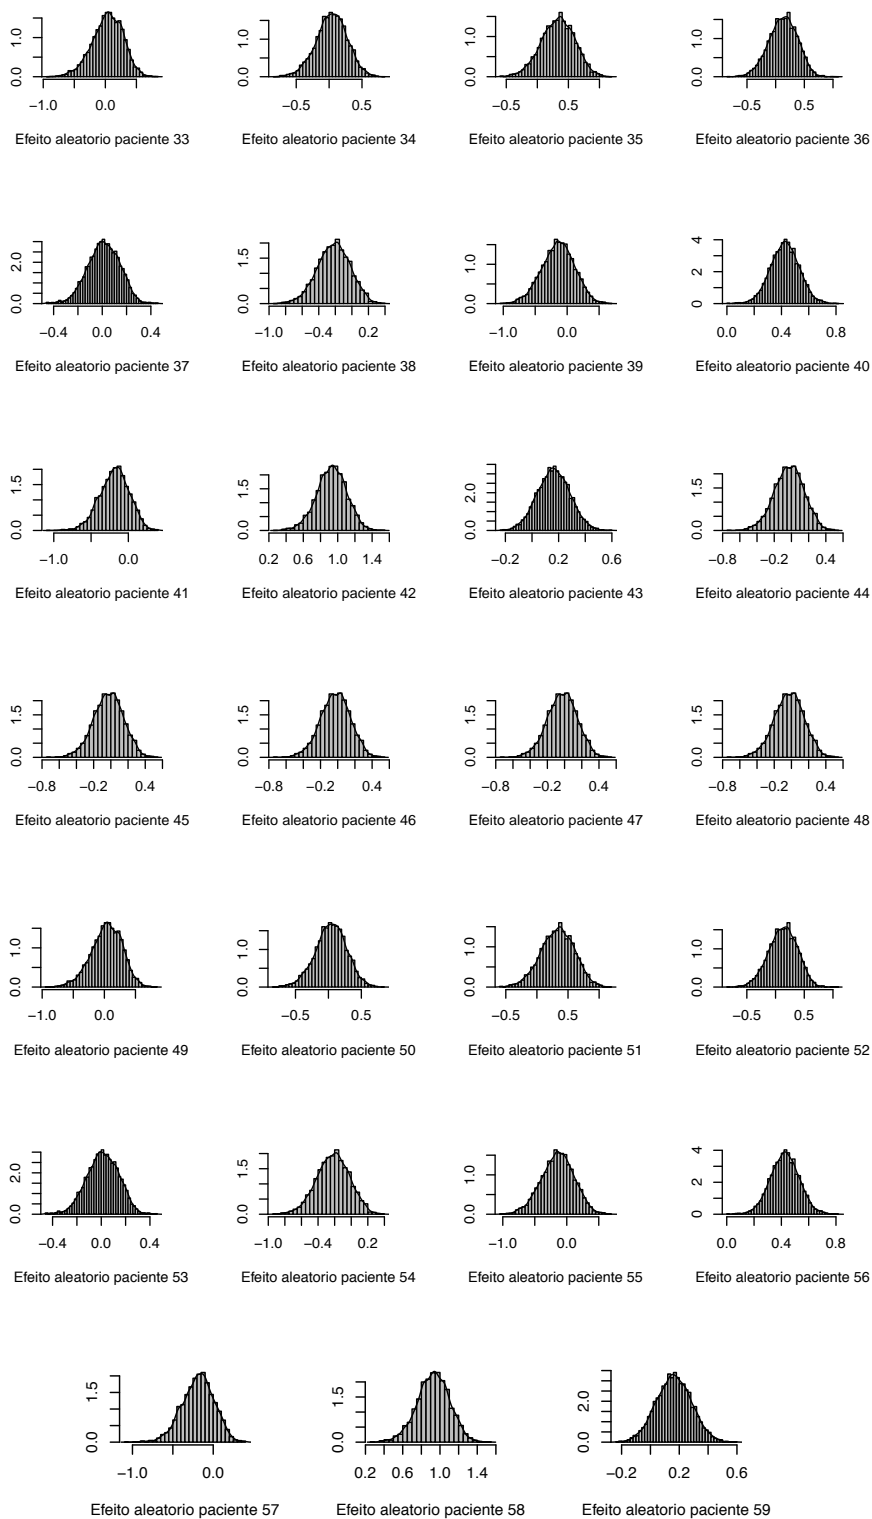 0.0 1.0
−1.0 0.0
Efeito aleatorio paciente 33
0.0 1.0
−0.5 0.5
Efeito aleatorio paciente 34
0.0 1.0
−0.5 0.5
Efeito aleatorio paciente 35
0.0 1.0
−0.5 0.5
Efeito aleatorio paciente 36
0.0 2.0
−0.4 0.0 0.4
Efeito aleatorio paciente 37
0.0 1.5
−1.0 −0.4 0.2
Efeito aleatorio paciente 38
0.0 1.0
−1.0 0.0
Efeito aleatorio paciente 39
0 2 4
0.0 0.4 0.8
Efeito aleatorio paciente 40
0.0 1.5
−1.0 0.0
Efeito aleatorio paciente 41
0.0 1.5
0.2 0.6 1.0 1.4
Efeito aleatorio paciente 42
0.0 2.0
−0.2 0.2 0.6
Efeito aleatorio paciente 43
0.0 1.5
−0.8 −0.2 0.4
Efeito aleatorio paciente 44
0.0 1.5
−0.8 −0.2 0.4
Efeito aleatorio paciente 45
0.0 1.5
−0.8 −0.2 0.4
Efeito aleatorio paciente 46
0.0 1.5
−0.8 −0.2 0.4
Efeito aleatorio paciente 47
0.0 1.5
−0.8 −0.2 0.4
Efeito aleatorio paciente 48
0.0 1.0
−1.0 0.0
Efeito aleatorio paciente 49
0.0 1.0
−0.5 0.5
Efeito aleatorio paciente 50
0.0 1.0
−0.5 0.5
Efeito aleatorio paciente 51
0.0 1.0
−0.5 0.5
Efeito aleatorio paciente 52
0.0 2.0
−0.4 0.0 0.4
Efeito aleatorio paciente 53
0.0 1.5
−1.0 −0.4 0.2
Efeito aleatorio paciente 54
0.0 1.0
−1.0 0.0
Efeito aleatorio paciente 55
0 2 4
0.0 0.4 0.8
Efeito aleatorio paciente 56
0.0 1.5
−1.0 0.0
Efeito aleatorio paciente 57
0.0 1.5
0.2 0.6 1.0 1.4
Efeito aleatorio paciente 58
0.0 2.0
−0.2 0.2 0.6
Efeito aleatorio paciente 59